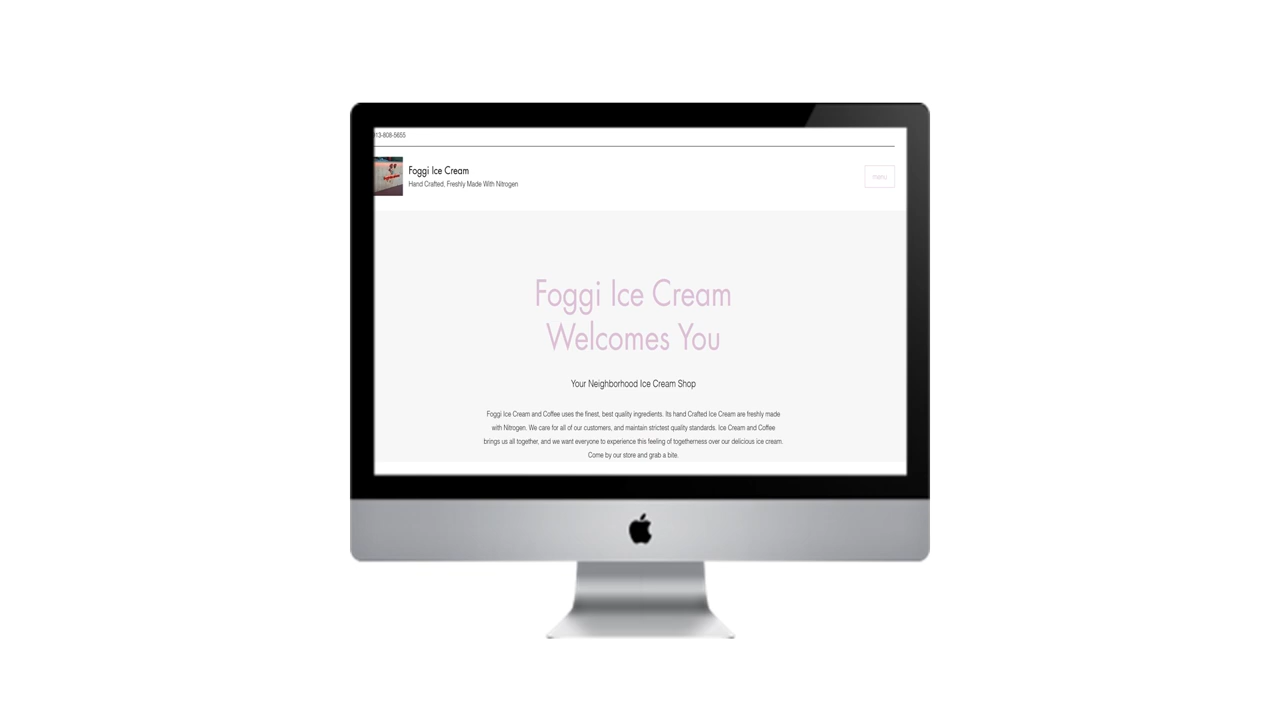 13-808-5655
Foggi Ice Cream
Hand Crafted, Freshly Made With Nitrogen
menu
Foggi Ice Cream
Welcomes You
Your Neighborhood Ice Cream Shop
Foggi Ice Cream and Coffee uses the finest, best quality ingredients. Its hand Crafted Ice Cream are freshly made
with Nitrogen. We care for all of our customers, and maintain strictest quality standards. Ice Cream and Coffee
brings us all together, and we want everyone to experience this feeling of togetherness over our delicious ice cream.
Come by our store and grab a bite.